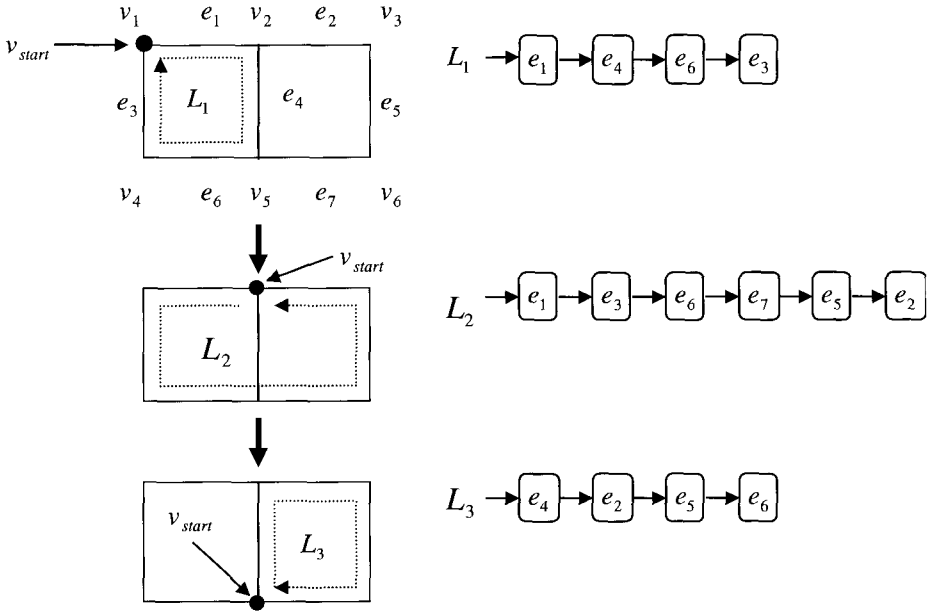 v₁ e₁ v₂ e₂ v₃
v_start
e₃ L₁ e₄ e₅
L₁ e₁ e₄ e₆ e₃
v₄ e₆ v₅ e₇ v₆
v_start
L₂
L₂ e₁ e₃ e₆ e₇ e₅ e₂
v_start
L₃
L₃ e₄ e₂ e₅ e₆